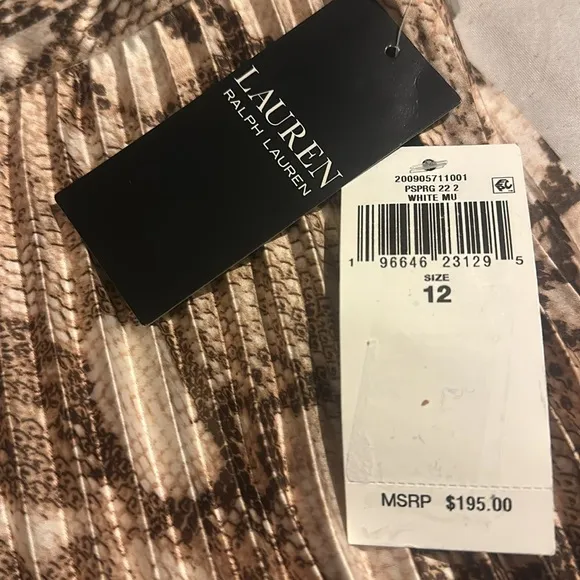 LAUREN
RALPH LAUREN
200905711001
PSPRG 22 2
WHITE MU
1 96646 23129 5
SIZE
12
MSRP $195.00